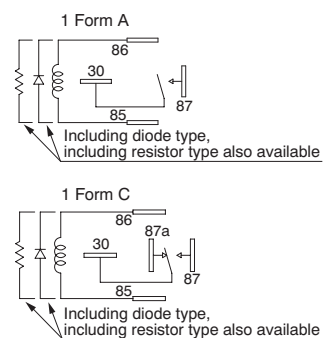 1 Form A
86
30
87
85
Including diode type,
including resistor type also available
1 Form C
86
87a
30
87
85
Including diode type,
including resistor type also available